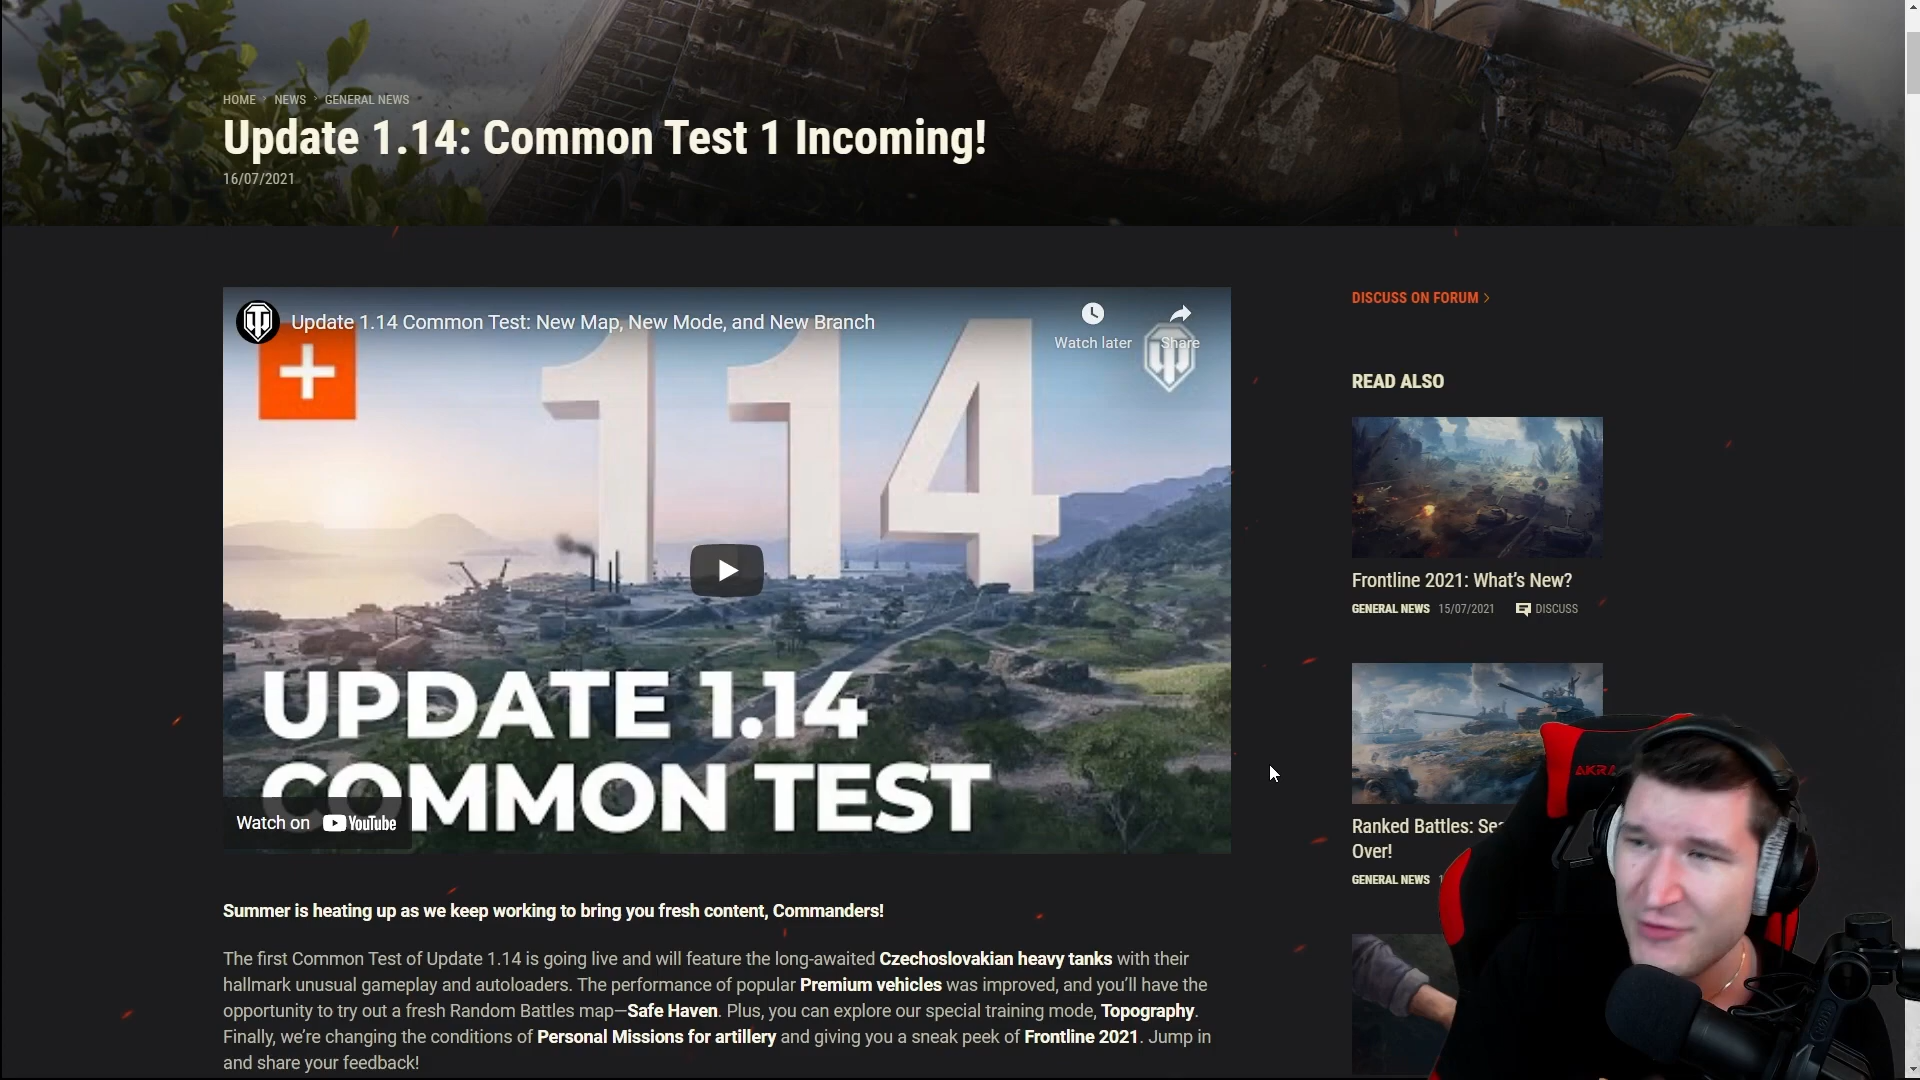 HOME > NEWS > GENERAL NEWS
Update 1.14: Common Test 1 Incoming!
16/07/2021
1.14
Update 1.14 Common Test: New Map, New Mode, and New Branch
Watch later
Share
114
UPDATE 1.14
COMMON TEST
Watch on YouTube
Summer is heating up as we keep working to bring you fresh content, Commanders!
The first Common Test of Update 1.14 is going live and will feature the long-awaited Czechoslovakian heavy tanks with their
hallmark unusual gameplay and autoloaders. The performance of popular Premium vehicles was improved, and you’ll have the
opportunity to try out a fresh Random Battles map—Safe Haven. Plus, you can explore our special training mode, Topography.
Finally, we’re changing the conditions of Personal Missions for artillery and giving you a sneak peek of Frontline 2021. Jump in
and share your feedback!
DISCUSS ON FORUM >
READ ALSO
Frontline 2021: What’s New?
GENERAL NEWS 15/07/2021 DISCUSS
Ranked Battles:
Over!
GENERAL NEWS